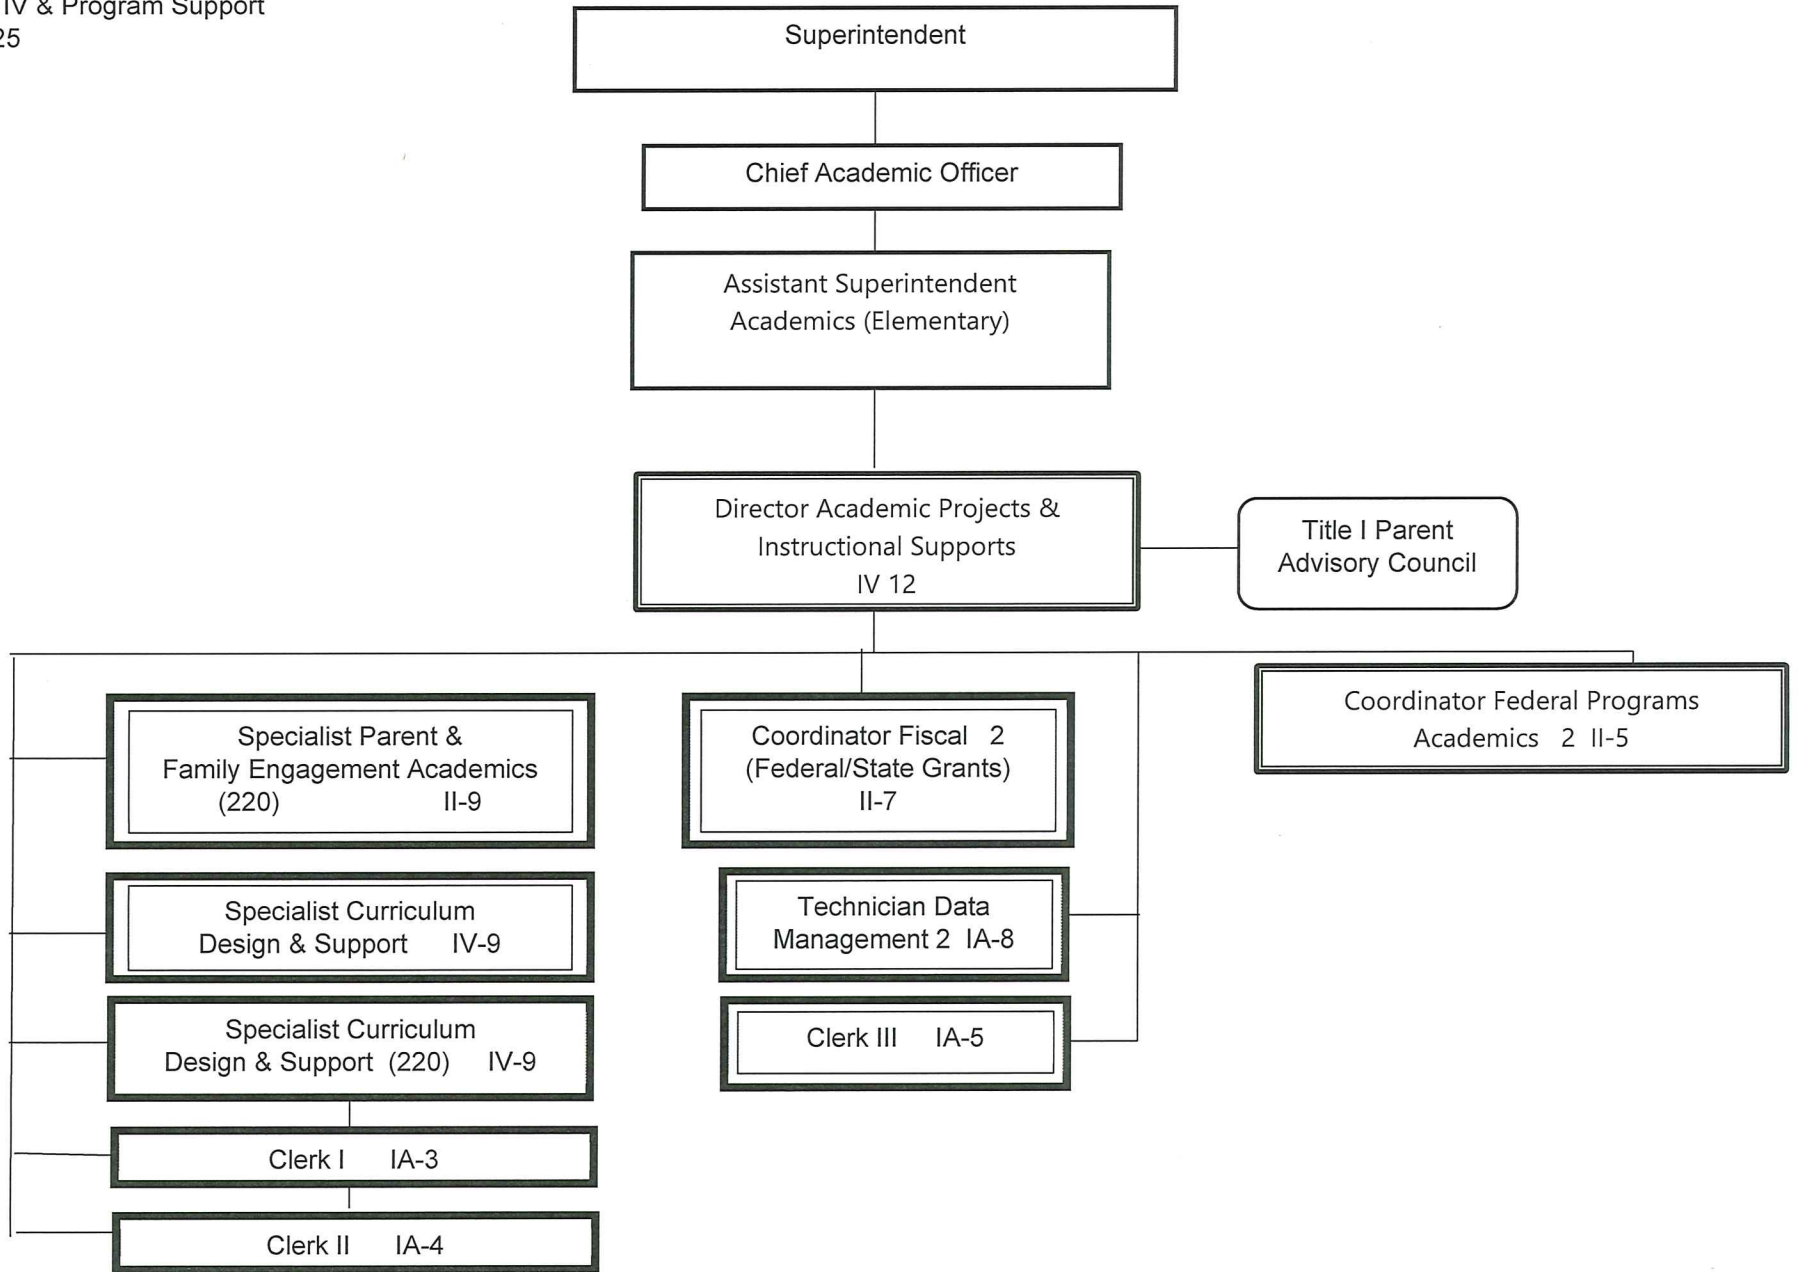 IV & Program Support
25
Superintendent
Chief Academic Officer
Assistant Superintendent
Academics (Elementary)
Director Academic Projects &
Instructional Supports
IV 12
Title I Parent
Advisory Council
Specialist Parent &
Family Engagement Academics
(220) II-9
Coordinator Fiscal 2
(Federal/State Grants)
II-7
Coordinator Federal Programs
Academics 2 II-5
Specialist Curriculum
Design & Support IV-9
Technician Data
Management 2 IA-8
Specialist Curriculum
Design & Support (220) IV-9
Clerk III IA-5
Clerk I IA-3
Clerk II IA-4